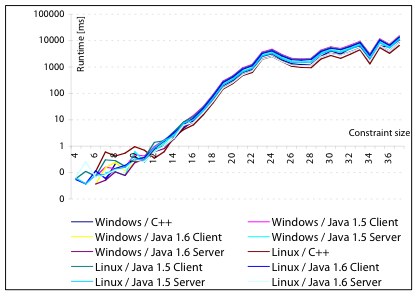 100000
10000
1000
100
10
1
0
0
Runtime [ms]
Constraint size
4 6 8 10 12 14 16 18 20 22 24 26 28 30 32 34 36
Windows / C++ Windows / Java 1.5 Client
Windows / Java 1.6 Client Windows / Java 1.5 Server
Windows / Java 1.6 Server Linux / C++
Linux / Java 1.5 Client Linux / Java 1.6 Client
Linux / Java 1.5 Server Linux / Java 1.6 Server